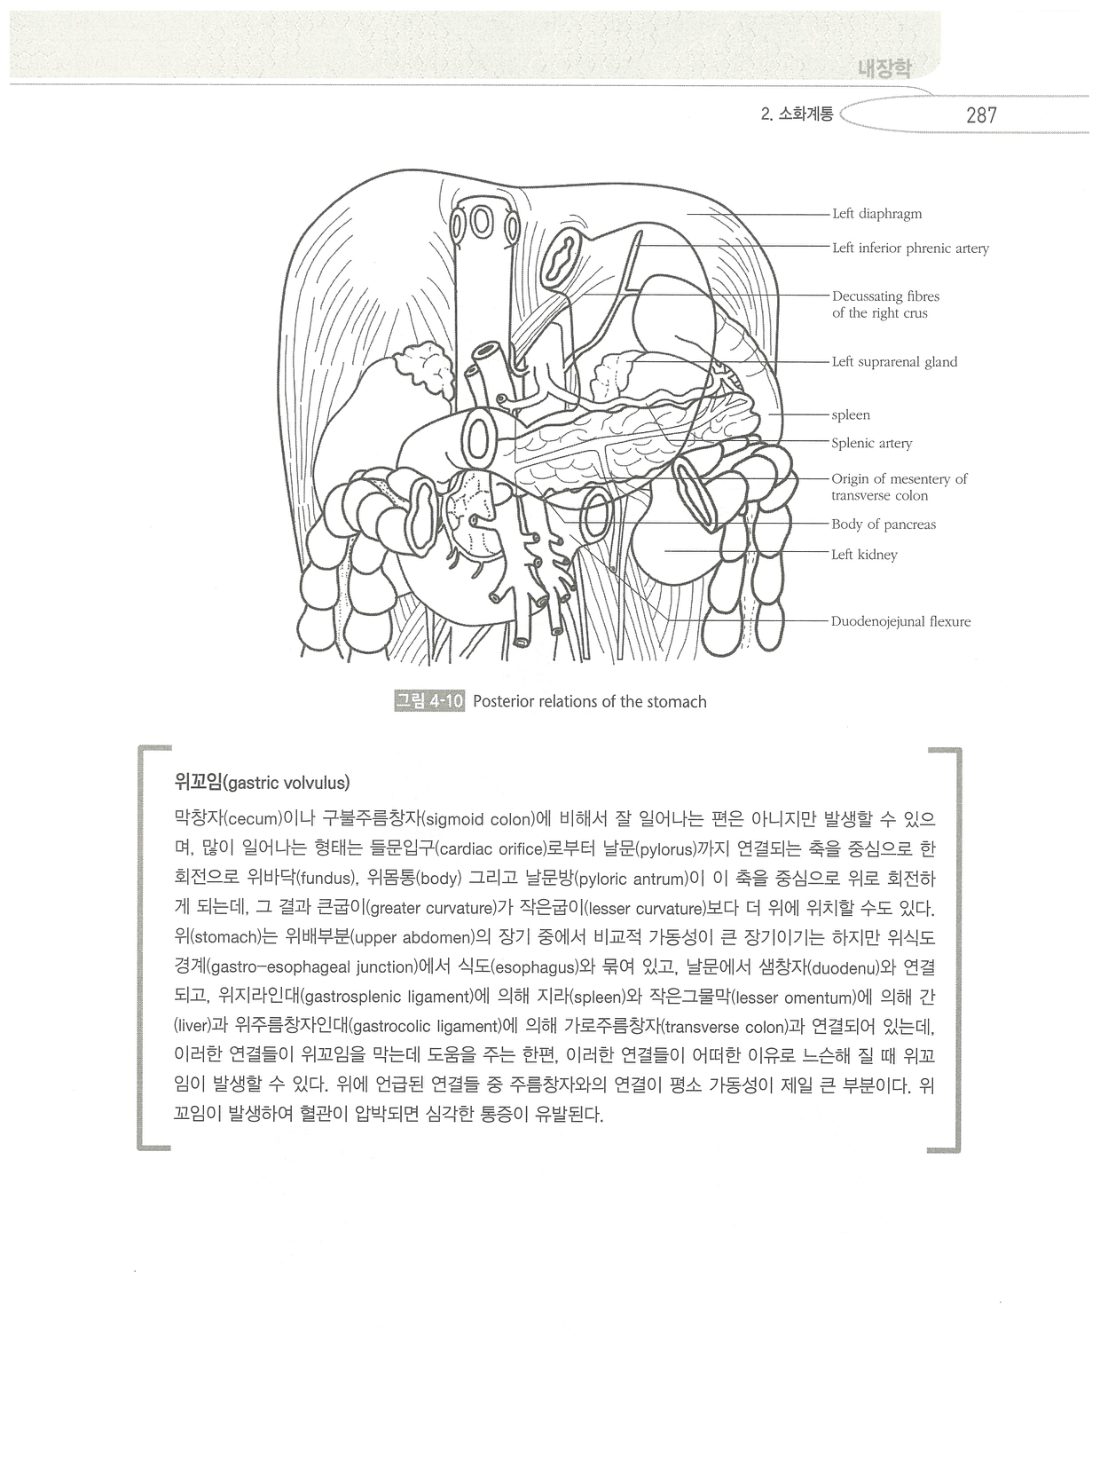 내장학
2. 소화계통
287
Left diaphragm
Left inferior phrenic artery
Decussating fibres
of the right crus
Left suprarenal gland
spleen
Splenic artery
Origin of mesentery of
transverse colon
Body of pancreas
Left kidney
Duodenojejunal flexure
그림 4-10 Posterior relations of the stomach
위꼬임(gastric volvulus)
막창자(cecum)이나 구불주름창자(sigmoid colon)에 비해서 잘 일어나는 편은 아니지만 발생할 수 있으
며, 많이 일어나는 형태는 들문입구(cardiac orifice)로부터 날문(pylorus)까지 연결되는 축을 중심으로 한
회전으로 위바닥(fundus), 위몸통(body) 그리고 날문방(pyloric antrum)이 이 축을 중심으로 위로 회전하
게 되는데, 그 결과 큰굽이(greater curvature)가 작은굽이(lesser curvature)보다 더 위에 위치할 수도 있다.
위(stomach)는 위배부분(upper abdomen)의 장기 중에서 비교적 가동성이 큰 장기이기는 하지만 위식도
경계(gastro-esophageal junction)에서 식도(esophagus)와 묶여 있고, 날문에서 샘창자(duodenu)와 연결
되고, 위지라인대(gastrosplenic ligament)에 의해 지라(spleen)와 작은그물막(lesser omentum)에 의해 간
(liver)과 위주름창자인대(gastrocolic ligament)에 의해 가로주름창자(transverse colon)과 연결되어 있는데,
이러한 연결들이 위꼬임을 막는데 도움을 주는 한편, 이러한 연결들이 어떠한 이유로 느슨해 질 때 위꼬
임이 발생할 수 있다. 위에 언급된 연결들 중 주름창자와의 연결이 평소 가동성이 제일 큰 부분이다. 위
꼬임이 발생하여 혈관이 압박되면 심각한 통증이 유발된다.